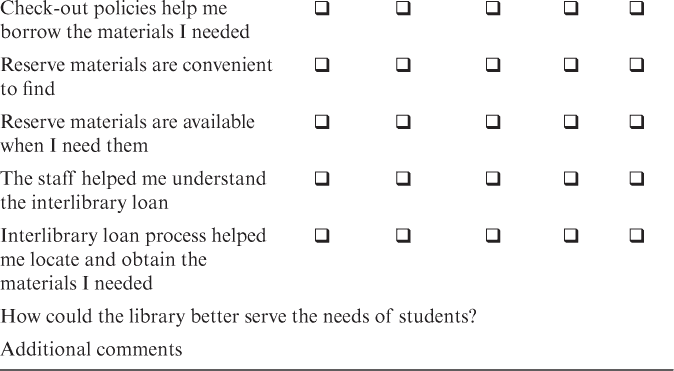 Check-out policies help me ❑ ❑ ❑ ❑ ❑
borrow the materials I needed
Reserve materials are convenient ❑ ❑ ❑ ❑ ❑
to find
Reserve materials are available ❑ ❑ ❑ ❑ ❑
when I need them
The staff helped me understand ❑ ❑ ❑ ❑ ❑
the interlibrary loan
Interlibrary loan process helped ❑ ❑ ❑ ❑ ❑
me locate and obtain the
materials I needed
How could the library better serve the needs of students?
Additional comments